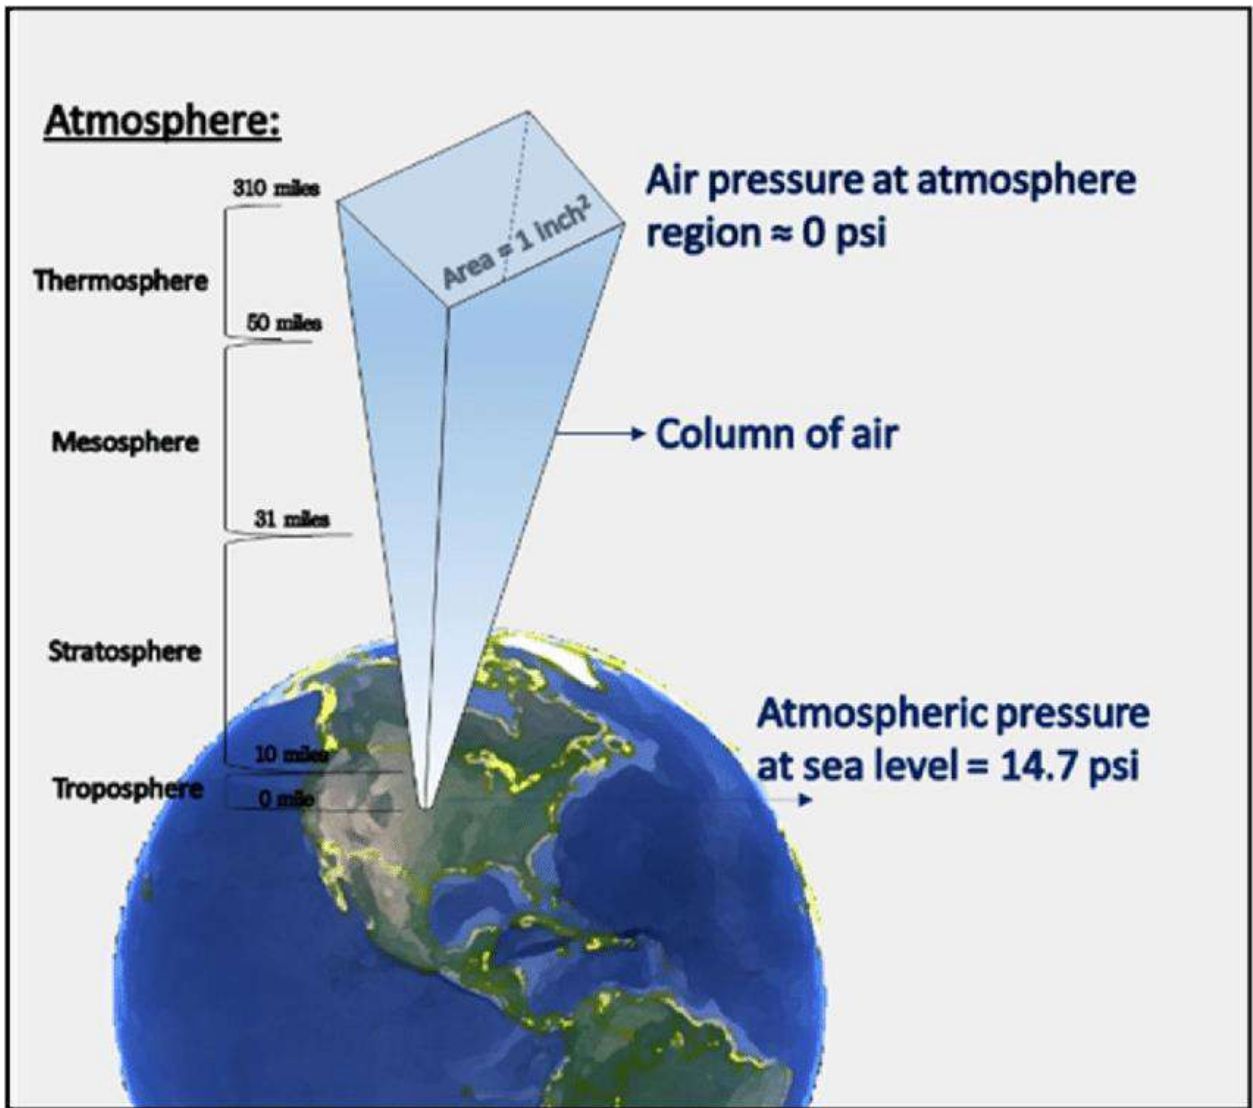 Atmosphere:
310 miles
Air pressure at atmosphere
region ≈ 0 psi
Area = 1 inch²
Thermosphere
50 miles
Mesosphere
Column of air
31 miles
Stratosphere
Atmospheric pressure
at sea level = 14.7 psi
10 miles
Troposphere
0 mile